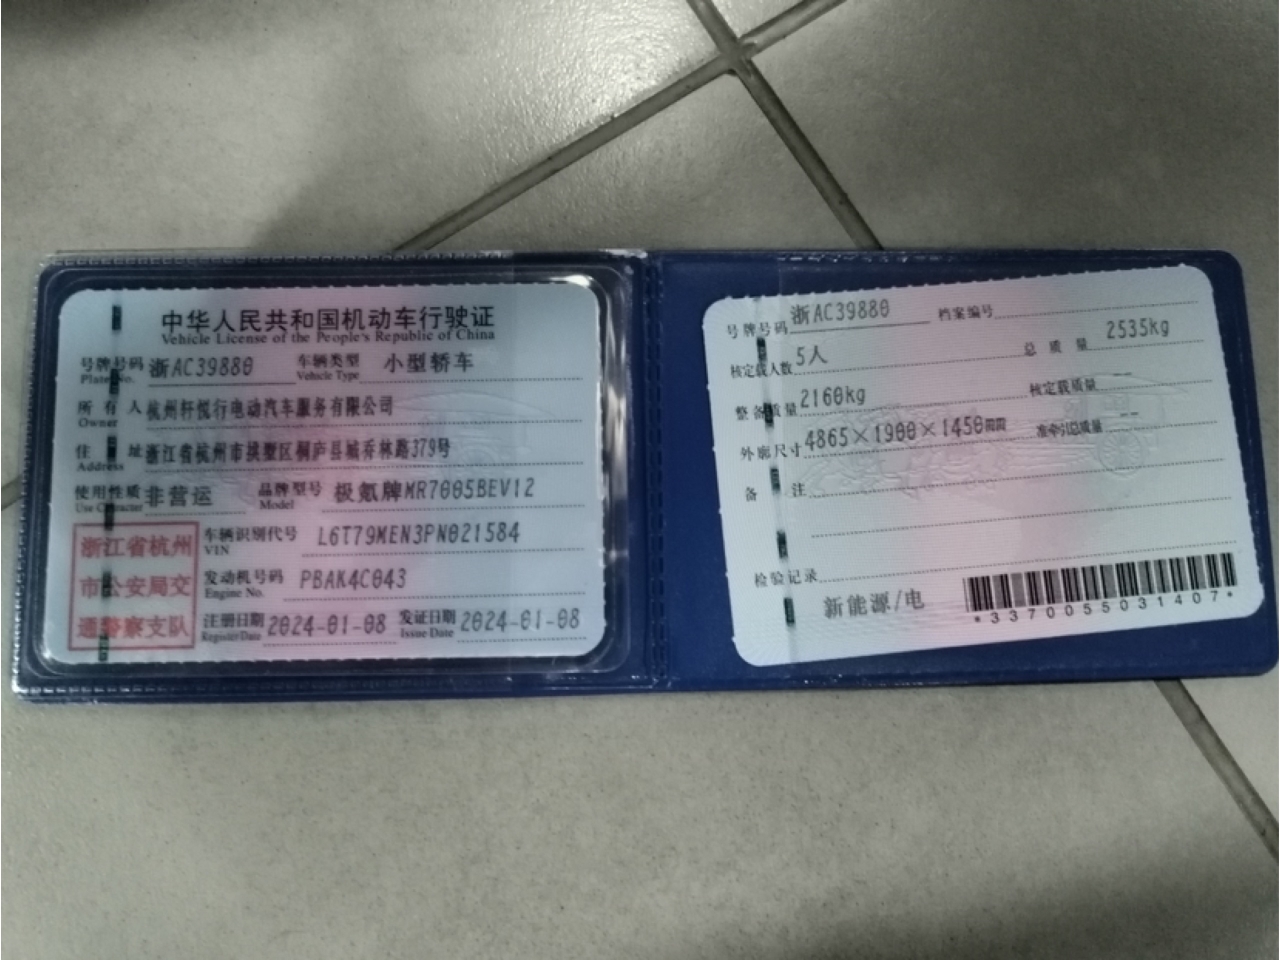 中华人民共和国机动车行驶证
Vehicle License of the People's Republic of China
号牌号码 浙AC39880 车辆类型 小型轿车
Plate No. Vehicle Type
所有人 杭州轩悦行电动汽车服务有限公司
Owner
住址 浙江省杭州市拱墅区桐庐县城乔林路379号
Address
使用性质 非营运 品牌型号 极氪牌MR7005BEV12
Use Character Model
浙江省杭州
市公安局交
通警察支队
车辆识别代号 L6T79MEN3PN021584
VIN
发动机号码 PBAK4C043
Engine No.
注册日期 2024-01-08 发证日期 2024-01-08
Register Date Issue Date
号牌号码 浙AC39880 档案编号
核定载人数 5人 总质量 2535kg
整备质量 2160kg 核定载质量 --
外廓尺寸 4865×1900×1450mm 准牵引总质量 --
备注
检验记录
新能源/电
*3370055031407*